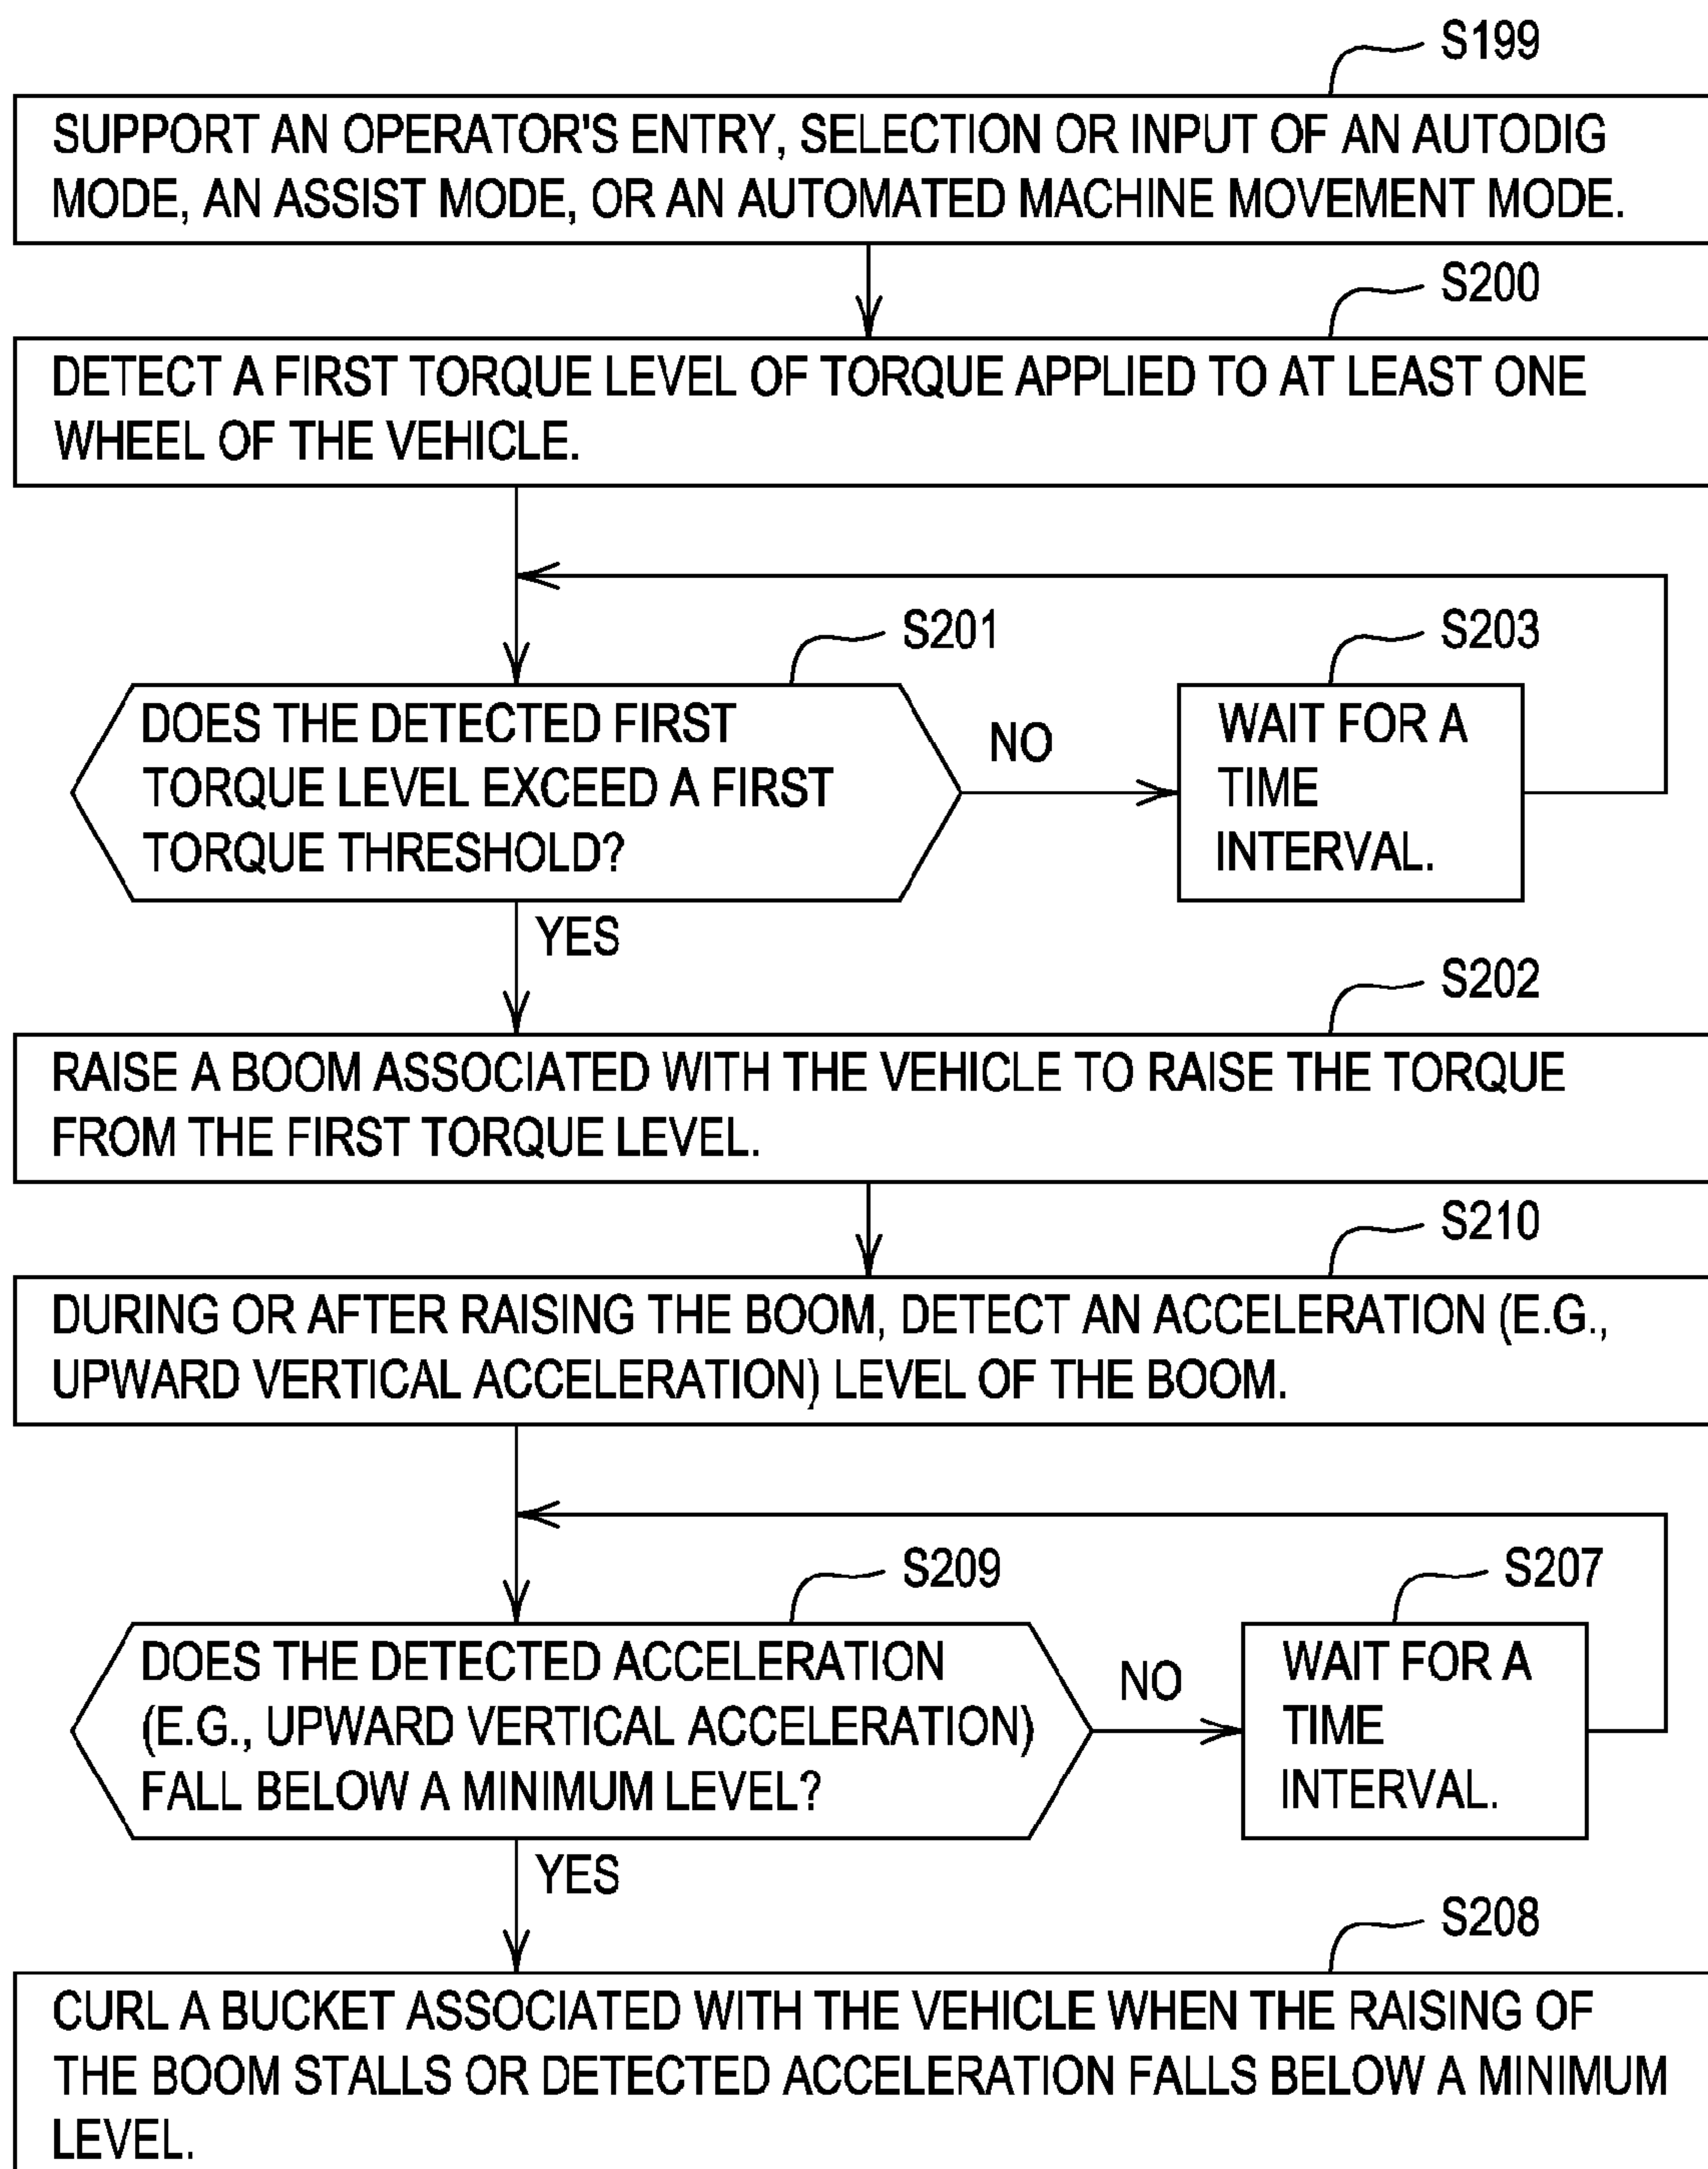 S199
SUPPORT AN OPERATOR'S ENTRY, SELECTION OR INPUT OF AN AUTODIG
MODE, AN ASSIST MODE, OR AN AUTOMATED MACHINE MOVEMENT MODE.
S200
DETECT A FIRST TORQUE LEVEL OF TORQUE APPLIED TO AT LEAST ONE
WHEEL OF THE VEHICLE.
S201
DOES THE DETECTED FIRST
TORQUE LEVEL EXCEED A FIRST
TORQUE THRESHOLD?
NO
S203
WAIT FOR A
TIME
INTERVAL.
YES
S202
RAISE A BOOM ASSOCIATED WITH THE VEHICLE TO RAISE THE TORQUE
FROM THE FIRST TORQUE LEVEL.
S210
DURING OR AFTER RAISING THE BOOM, DETECT AN ACCELERATION (E.G.,
UPWARD VERTICAL ACCELERATION) LEVEL OF THE BOOM.
S209
DOES THE DETECTED ACCELERATION
(E.G., UPWARD VERTICAL ACCELERATION)
FALL BELOW A MINIMUM LEVEL?
NO
S207
WAIT FOR A
TIME
INTERVAL.
YES
S208
CURL A BUCKET ASSOCIATED WITH THE VEHICLE WHEN THE RAISING OF
THE BOOM STALLS OR DETECTED ACCELERATION FALLS BELOW A MINIMUM
LEVEL.